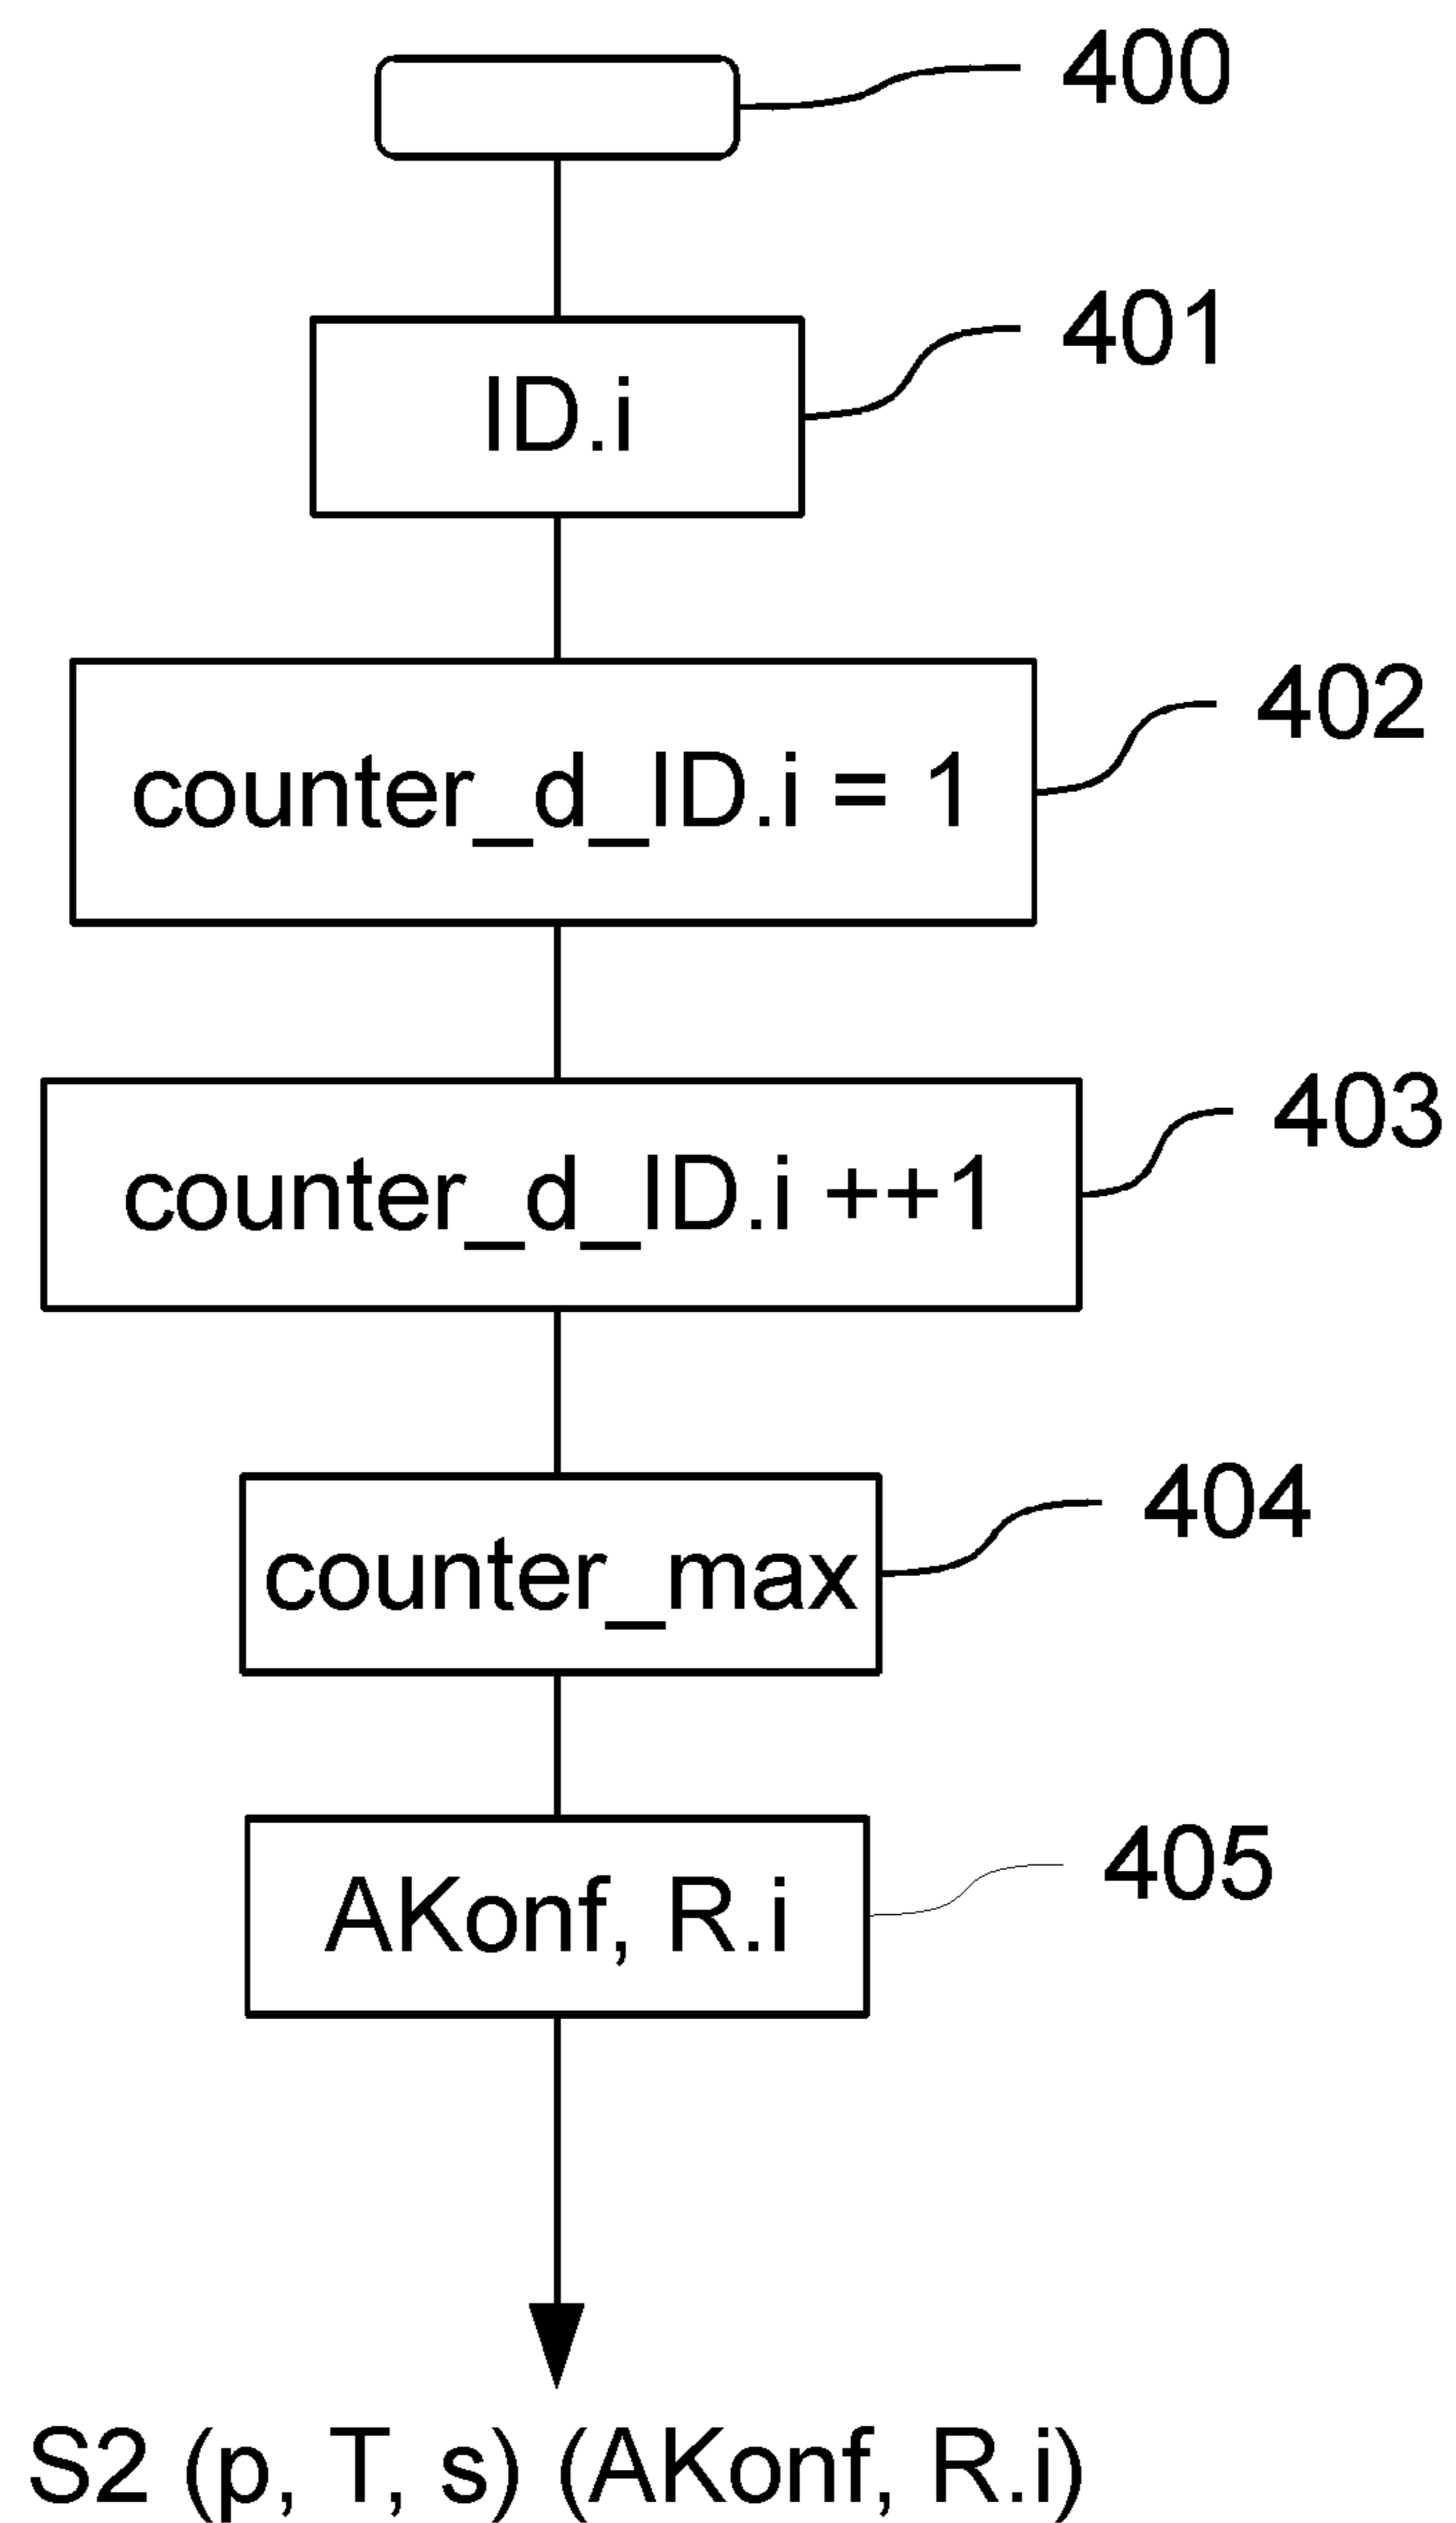 400
401
ID.i
402
counter_d_ID.i = 1
403
counter_d_ID.i ++1
404
counter_max
405
AKonf, R.i
S2 (p, T, s) (AKonf, R.i)